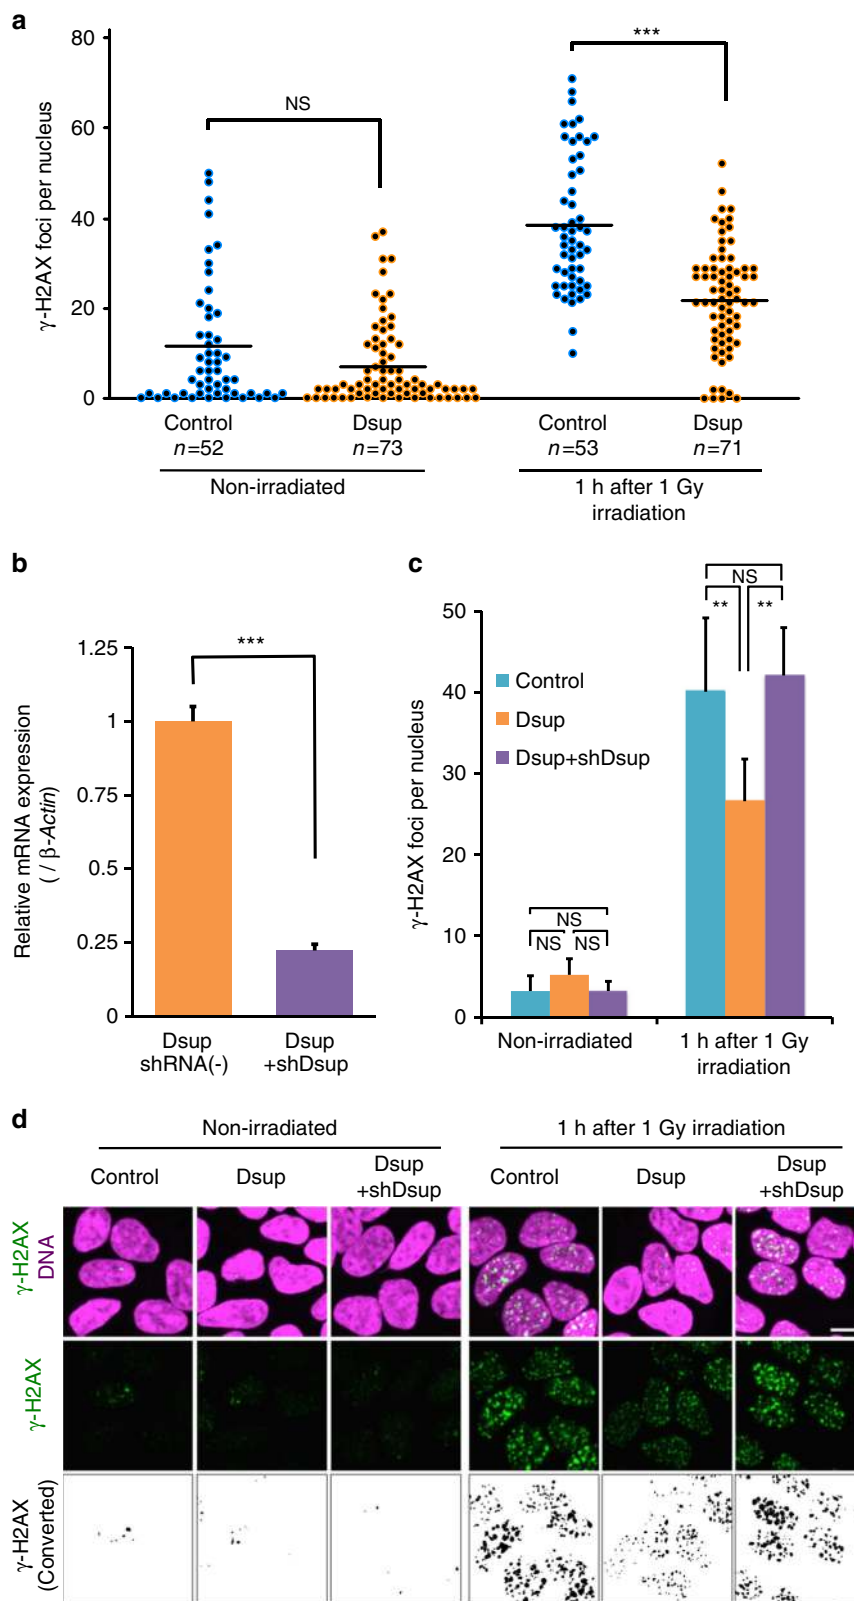 a
γ-H2AX foci per nucleus
80
60
40
20
0
NS
***
Control
n=52
Dsup
n=73
Control
n=53
Dsup
n=71
Non-irradiated
1 h after 1 Gy
irradiation
b
Relative mRNA expression
( / β-Actin)
1.25
1
0.75
0.5
0.25
0
***
Dsup
shRNA(-)
Dsup
+shDsup
c
γ-H2AX foci per nucleus
50
40
30
20
10
0
Control
Dsup
Dsup+shDsup
NS
NS
NS
NS
**
**
Non-irradiated
1 h after 1 Gy
irradiation
d
Non-irradiated
1 h after 1 Gy irradiation
Control
Dsup
Dsup
+shDsup
Control
Dsup
Dsup
+shDsup
γ-H2AX
DNA
γ-H2AX
γ-H2AX
(Converted)